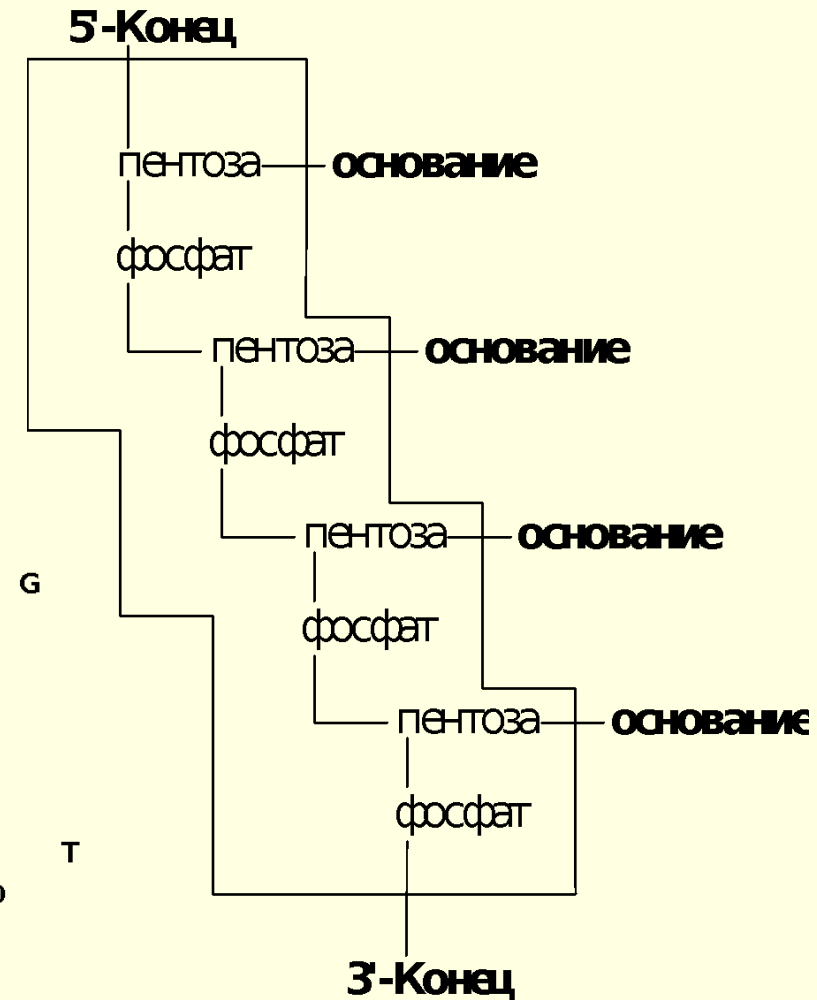 5'-Конец
пентоза основание
фосфат
пентоза основание
фосфат
пентоза основание
G
фосфат
пентоза основание
фосфат
T
3'-Конец